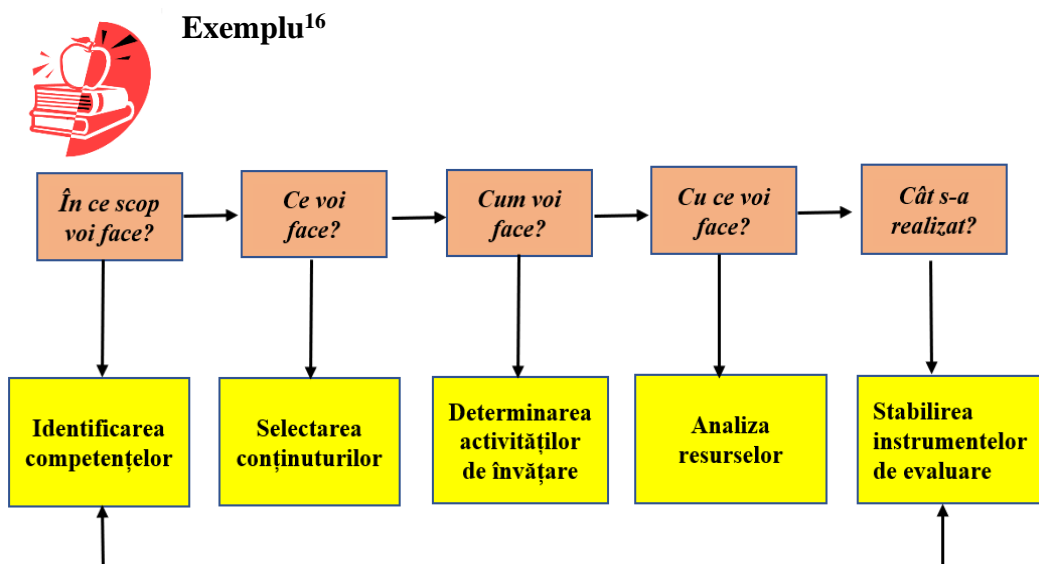 Exemplu¹⁶
În ce scop
voi face?
Ce voi
face?
Cum voi
face?
Cu ce voi
face?
Cât s-a
realizat?
Identificarea
competențelor
Selectarea
conținuturilor
Determinarea
activităților
de învățare
Analiza
resurselor
Stabilirea
instrumentelor
de evaluare